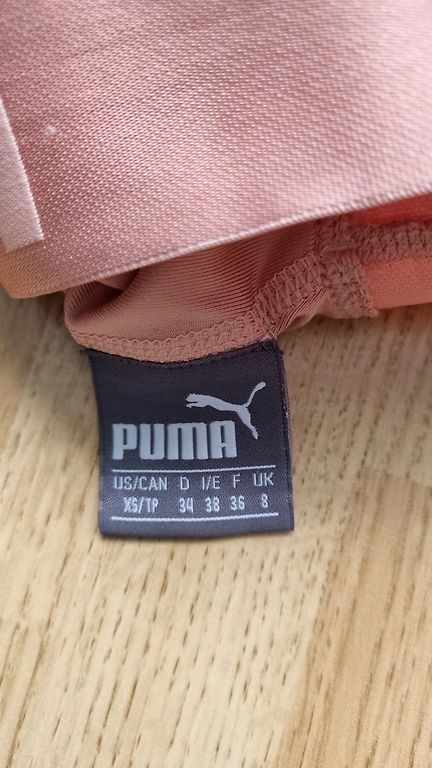 PUMA
US/CAN D I/E F UK
XS/TP 34 38 36 8